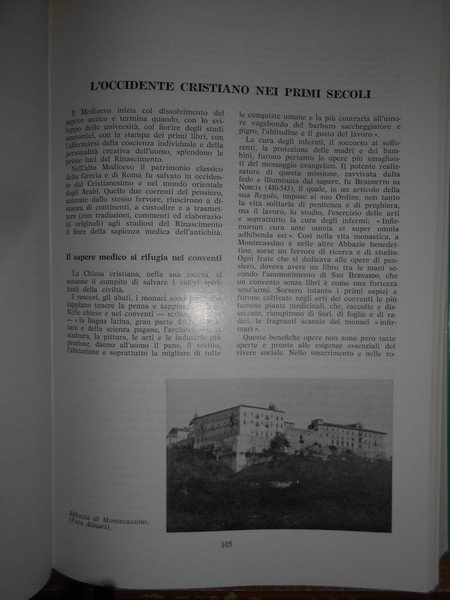 L'OCCIDENTE CRISTIANO NEI PRIMI SECOLI
Il Medioevo inizia col dissolvimento del
sapere antico e termina quando, con lo svi-
luppo delle università, col fiorire degli studi
anatomici, con la stampa dei primi libri, con
l'affermarsi della coscienza individuale e della
personalità creativa dell'uomo, splendono le
prime luci del Rinascimento.
Nell'alto Medioevo il patrimonio classico
della Grecia e di Roma fu salvato in occiden-
te dal Cristianesimo e nel mondo orientale
dagli Arabi. Quelle due correnti del pensiero,
animate dallo stesso fervore, riuscirono a di-
stanza di continenti, a custodire e a trasmet-
tere (con traduzioni, commenti ed elaborazio-
ni originali) agli studiosi del Rinascimento
il fiore della sapienza medica dell'antichità.
Il sapere medico si rifugia nei conventi
La Chiesa cristiana, nella sua ascesa, si
assunse il compito di salvare i valori spiri-
tuali della civiltà.
I vescovi, gli abati, i monaci sono
sappiano tenere la penna e so
Nelle chiese e nei conventi — scrive
— « la lingua latina, gran parte della
tura e della scienza pagane, l'architettura
scultura, la pittura, le arti e le industrie più
preziose, danno all'uomo il pane, il vestito,
l'abitazione e soprattutto la migliore di tutte
le conquiste umane e la più contraria all'umo-
re vagabondo del barbaro saccheggiatore e
pigro, l'abitudine e il gusto del lavoro ».
La cura degli infermi, il soccorso ai soffe-
renti, la protezione delle madri e dei bam-
bini, furono pertanto le opere più smaglian-
ti del messaggio evangelico. Il potente realiz-
zatore di questa missione, ravvivata dalla
fede e illuminata dal sapere, fu BENEDETTO DA
NORCIA (480-543), il quale, in un articolo della
sua Regola, impose al suo Ordine, non tanto
la vita solitaria di penitenza e di preghiera,
ma il lavoro, lo studio, l'esercizio delle arti
e soprattutto la cura degli infermi: « Infir-
morum cura ante omnia et super omnia
adhibenda est ». Così nella vita monastica, a
Montecassino e nelle altre Abbazie benedet-
tine, sorse un fervore di ricerca e di studio.
Ogni frate che si dedicava alle opere di pen-
siero, doveva avere un libro tra le mani se-
condo l'ammonimento di SAN BERNARDO, che
un convento senza libri è come una fortezza
senz'armi. Sorsero intanto i primi ospizi e
furono coltivate negli orti dei conventi le più
famose piante medicinali, che, raccolte e dis-
seccate, riempirono di fiori, di foglie e di ra-
dici, le fragranti scansie dei monaci « infir-
mari ».
Queste benefiche opere non sono però tutte
aperte e pronte alle esigenze essenziali del
vivere sociale. Nello smarrimento e nelle ro-
Abbazia di Montecassino.
(Foto Alinari).
105